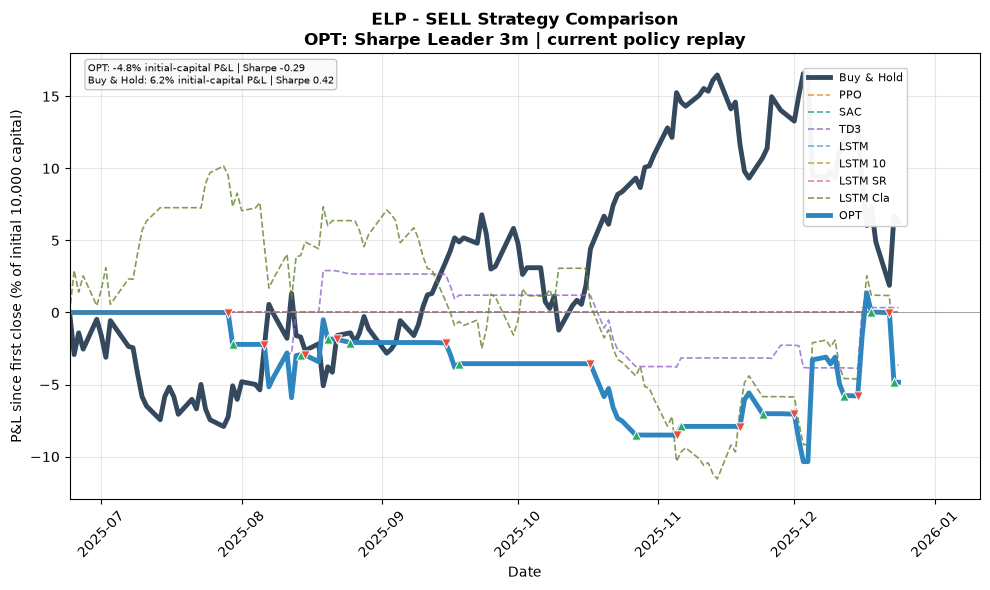 ELP - SELL Strategy Comparison
OPT: Sharpe Leader 3m | current policy replay
OPT: -4.8% initial-capital P&L | Sharpe -0.29
Buy & Hold: 6.2% initial-capital P&L | Sharpe 0.42
Buy & Hold
PPO
SAC
TD3
LSTM
LSTM 10
LSTM SR
LSTM Cla
OPT
P&L since first close (% of initial 10,000 capital)
15
10
5
0
−5
−10
2025-07
2025-08
2025-09
2025-10
2025-11
2025-12
2026-01
Date